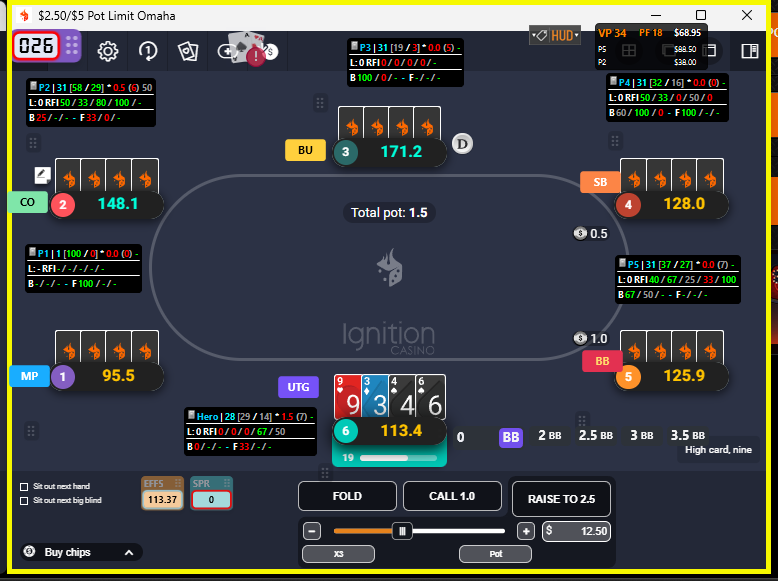 $2.50/$5 Pot Limit Omaha
026
HUD
VP 34 PF 18 $68.95
P5 $88.50
P2 $38.00
P3 | 31 [19 / 3] * 0.0 (5) -
L: 0 RFI 0 / 0 / 0 / 0 / -
B 100 / 0 / - - F - / - / -
P2 | 31 [58 / 29] * 0.5 (6) 50
L: 0 RFI 50 / 33 / 80 / 100 / -
B 25 / - / - - F 33 / 0 / -
P4 | 31 [32 / 16] * 0.0 (0) -
L: 0 RFI 50 / 33 / 0 / 50 / 0
B 60 / 100 / 0 - F 100 / - / -
BU
3
171.2
D
CO
2
148.1
SB
4
128.0
Total pot: 1.5
0.5
P1 | 1 [100 / 0] * 0.0 (0) -
L: - RFI - / - / - / - / -
B - / - / - - F 100 / - / -
P5 | 31 [37 / 27] * 0.0 (7) -
L: 0 RFI 40 / 67 / 25 / 33 / 100
B 67 / 50 / - - F - / - / -
Ignition
CASINO
1.0
BB
5
125.9
MP
1
95.5
UTG
9
9
3
3
4
4
6
6
Hero | 28 [29 / 14] * 1.5 (7) -
L: 0 RFI 0 / 0 / 0 / 67 / 50
B 0 / - / - - F 33 / - / -
6
113.4
19
0
BB
2 BB
2.5 BB
3 BB
3.5 BB
High card, nine
Sit out next hand
Sit out next big blind
EFFS
113.37
SPR
0
FOLD
CALL 1.0
RAISE TO 2.5
$ 12.50
X3
Pot
Buy chips